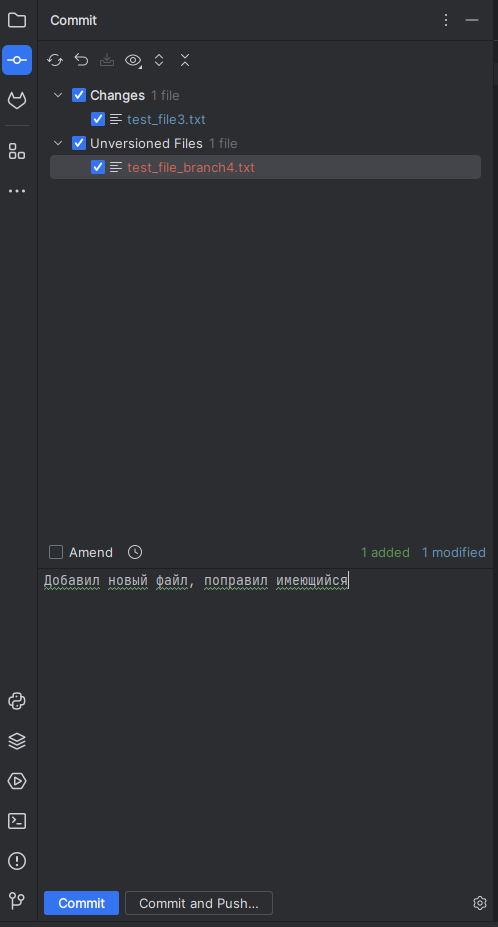 Commit
Changes 1 file
test_file3.txt
Unversioned Files 1 file
test_file_branch4.txt
Amend 1 added 1 modified
Добавил новый файл, поправил имеющийся
Commit Commit and Push...